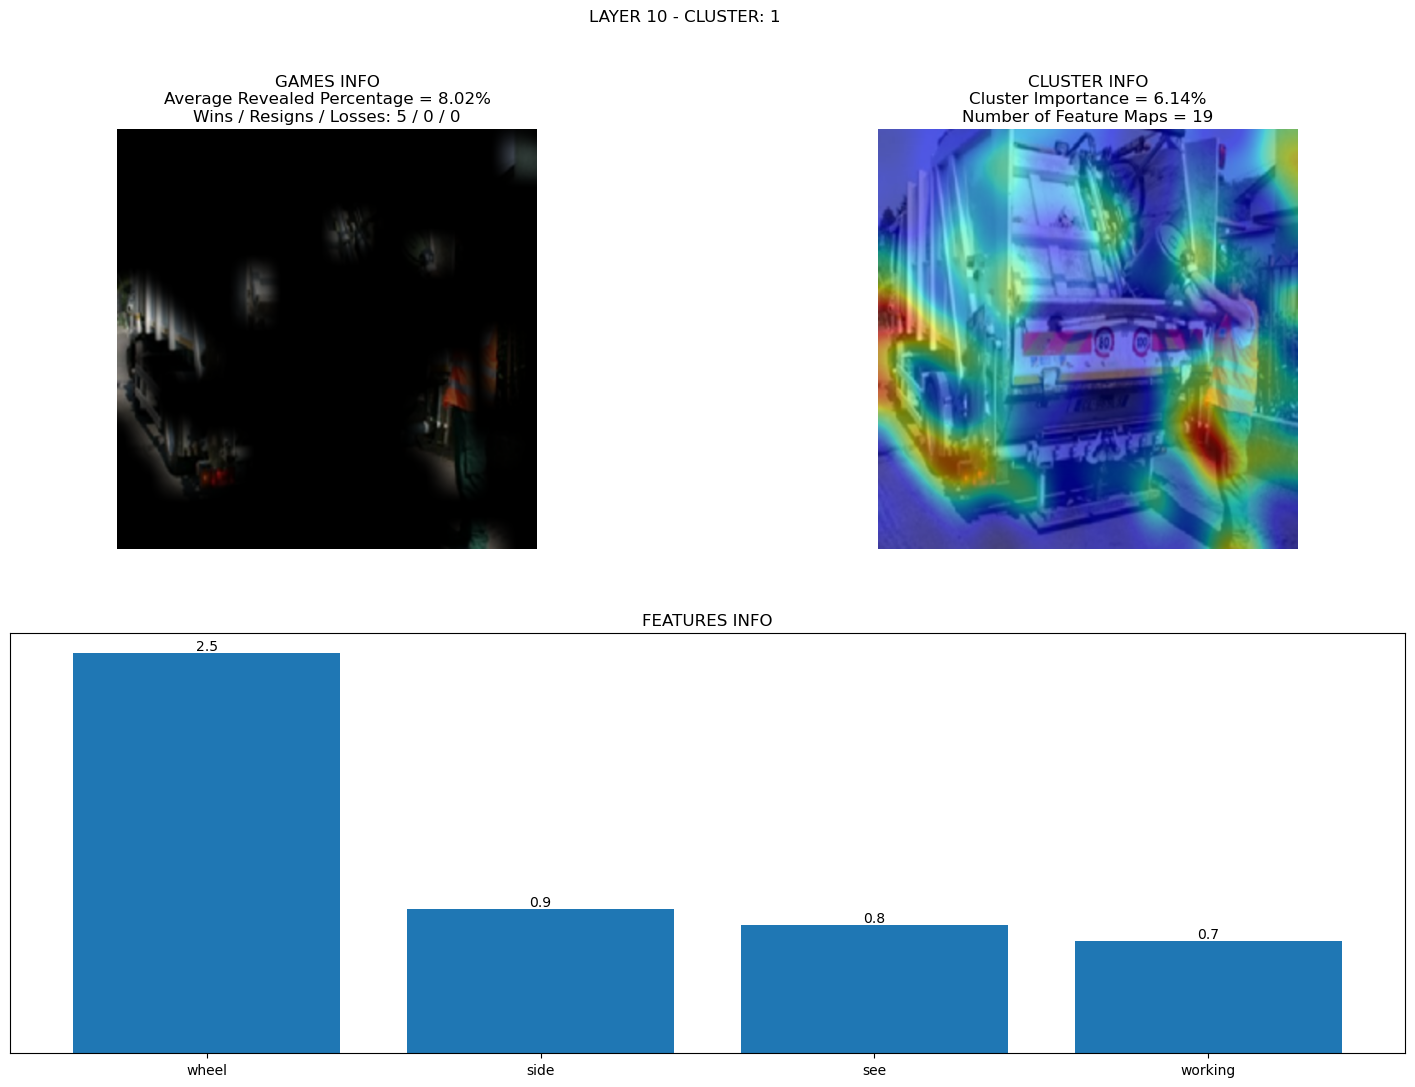 LAYER 10 - CLUSTER: 1
GAMES INFO
Average Revealed Percentage = 8.02%
Wins / Resigns / Losses: 5 / 0 / 0
CLUSTER INFO
Cluster Importance = 6.14%
Number of Feature Maps = 19
80
100
FEATURES INFO
2.5
0.9
0.8
0.7
wheel
side
see
working